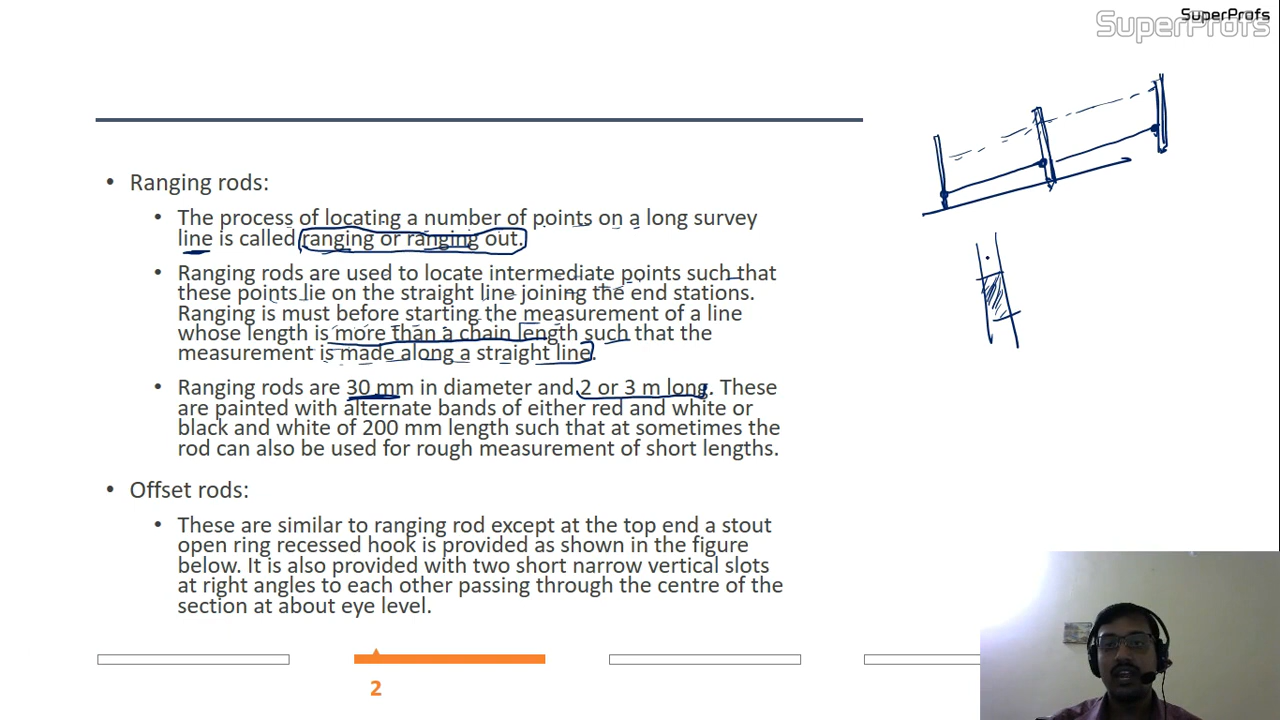 SuperProfs
SuperProfs
• Ranging rods:
• The process of locating a number of points on a long survey
line is called ranging or ranging out.
• Ranging rods are used to locate intermediate points such that
these points lie on the straight line joining the end stations.
Ranging is must before starting the measurement of a line
whose length is more than a chain length such that the
measurement is made along a straight line.
• Ranging rods are 30 mm in diameter and 2 or 3 m long. These
are painted with alternate bands of either red and white or
black and white of 200 mm length such that at sometimes the
rod can also be used for rough measurement of short lengths.
• Offset rods:
• These are similar to ranging rod except at the top end a stout
open ring recessed hook is provided as shown in the figure
below. It is also provided with two short narrow vertical slots
at right angles to each other passing through the centre of the
section at about eye level.
2